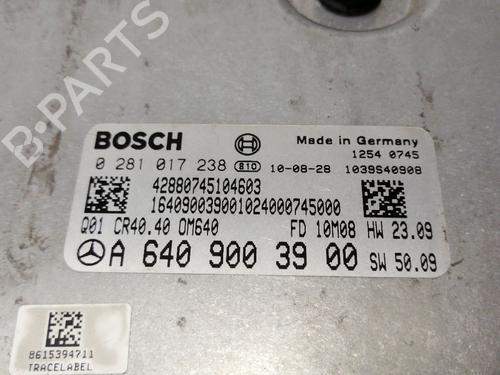 BOSCH
Made in Germany
0 281 017 238 810 10-08-28
1254 0745
1039S40908
42880745104603
164090039001024000745000
Q01 CR40.40 OM640 FD 10M08 HW 23.09
A 640 900 39 00 SW 50.09
8615394711
TRACELABEL
B-PARTS